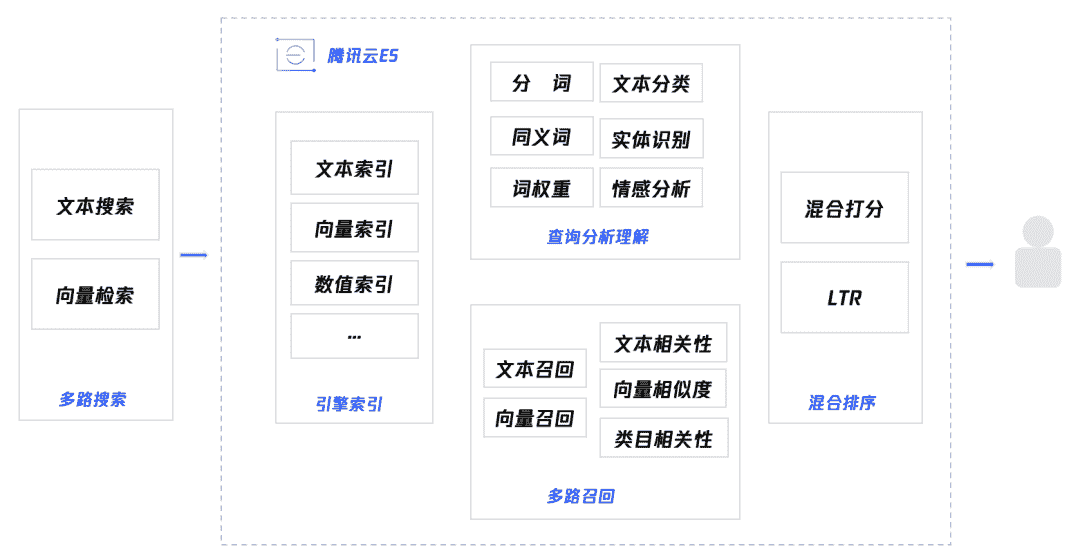 腾讯云ES
文本搜索
向量检索
多路搜索
文本索引
向量索引
数值索引
...
引擎索引
分 词
文本分类
同义词
实体识别
词权重
情感分析
查询分析理解
文本召回
向量召回
文本相关性
向量相似度
类目相关性
多路召回
混合打分
LTR
混合排序